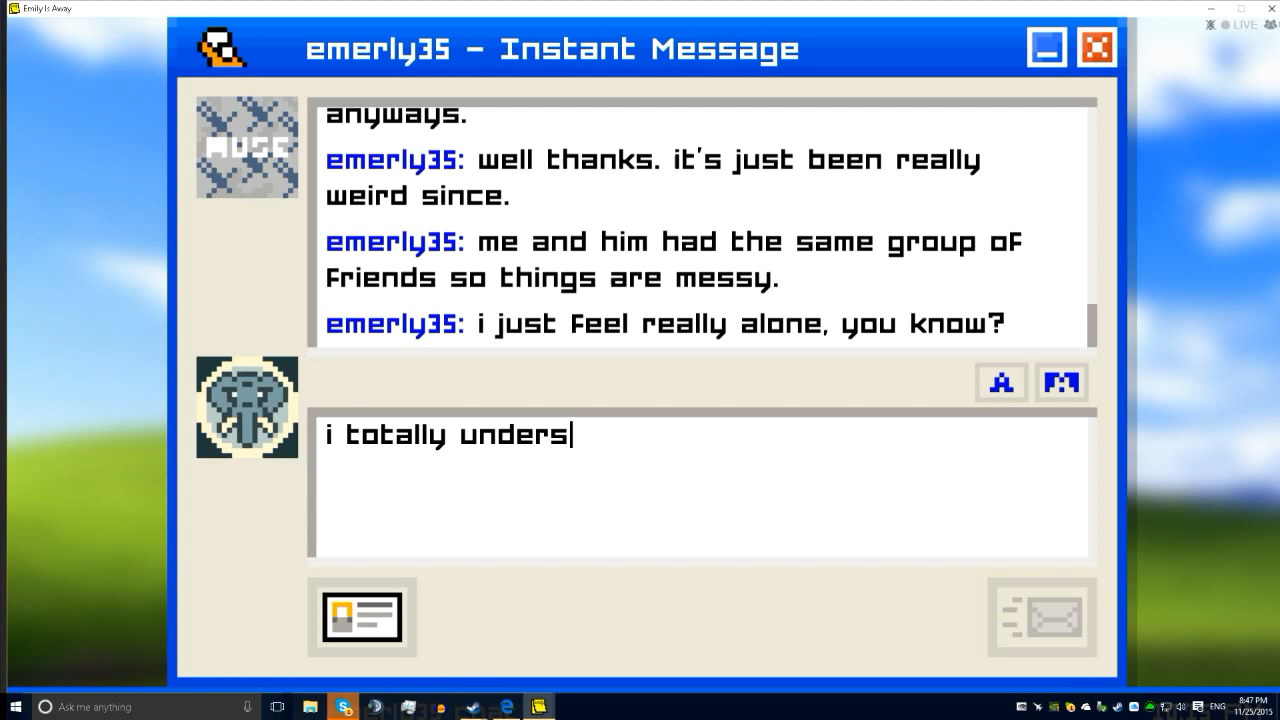 Emily Is Away
LIVE
emerly35 – Instant Message
MUSE
anyways.
emerly35: well thanks. it's just been really
weird since.
emerly35: me and him had the same group of
friends so things are messy.
emerly35: i just feel really alone, you know?
A
i totally unders
Ask me anything
ENG
8:47 PM
11/25/2015